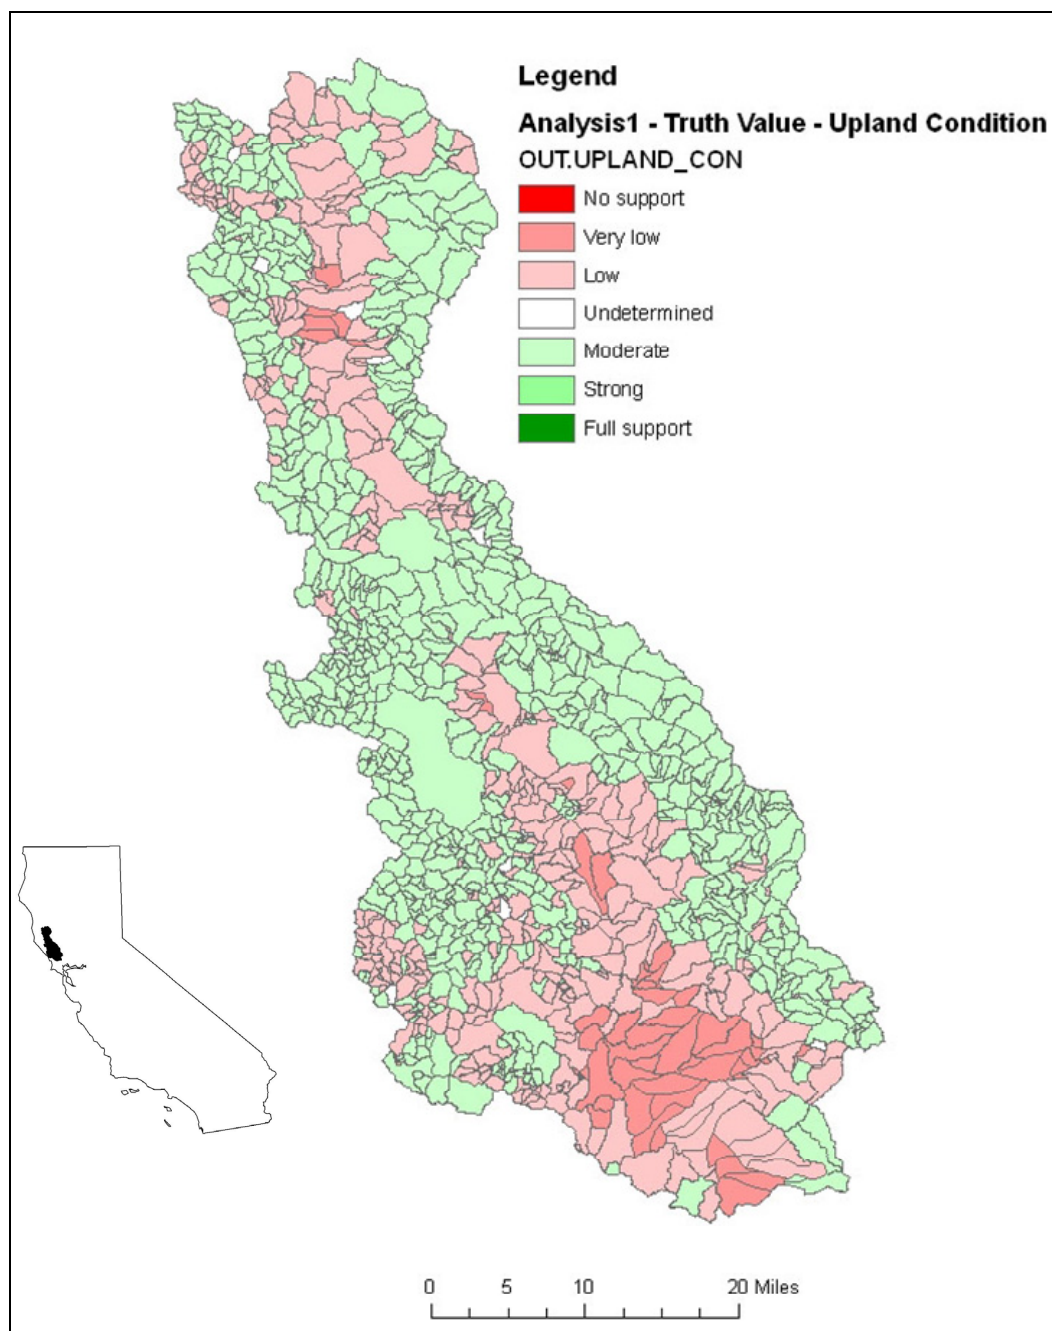 Legend
Analysis1 - Truth Value - Upland Condition
OUT.UPLAND_CON
No support
Very low
Low
Undetermined
Moderate
Strong
Full support
0 5 10 20 Miles